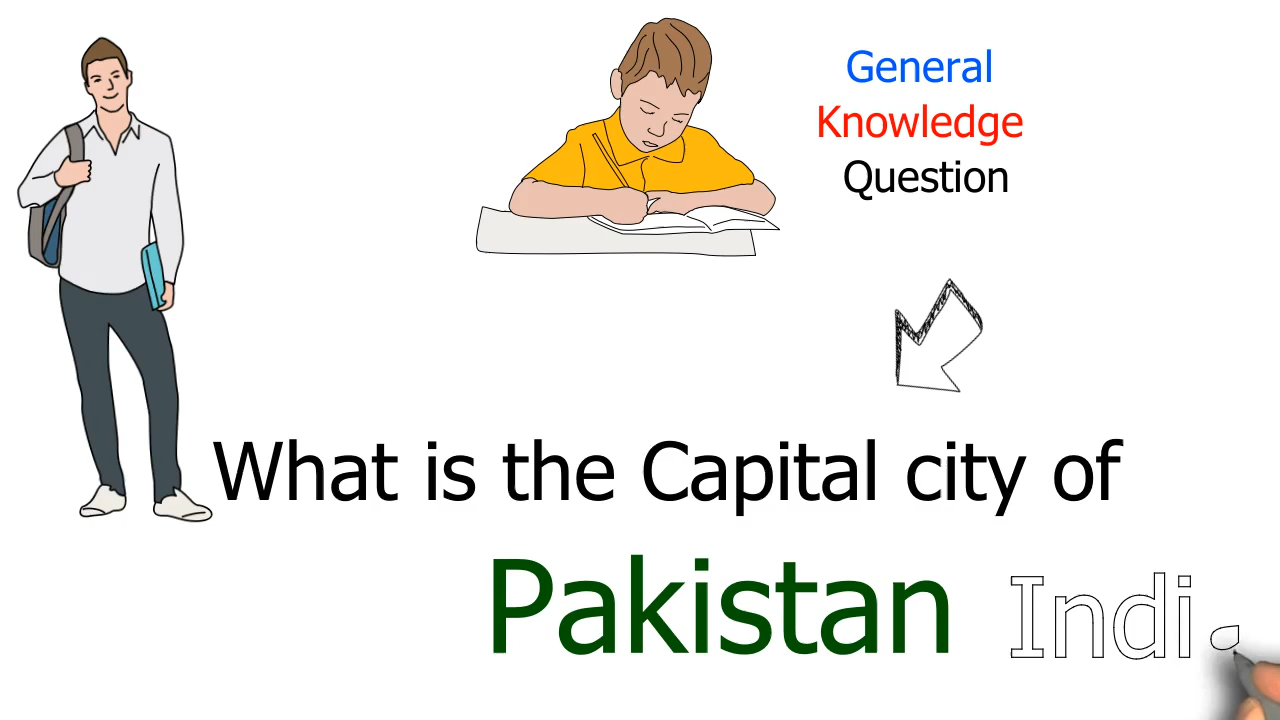 General
Knowledge
Question
What is the Capital city of
Pakistan Indi